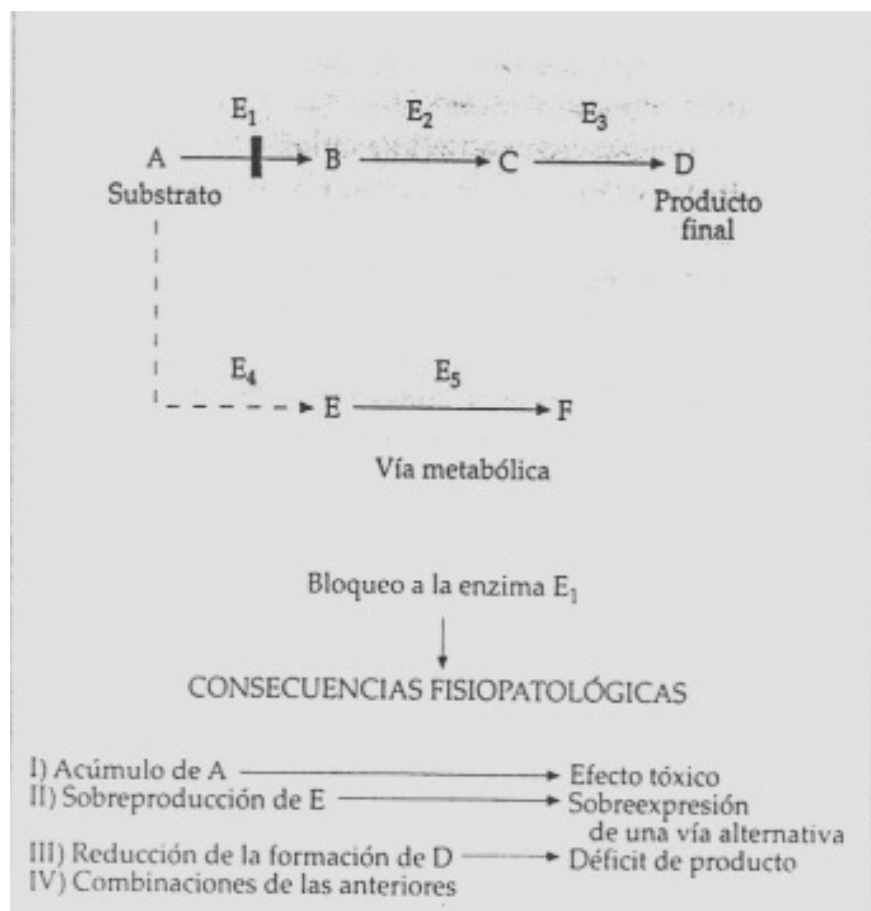 E₁ E₂ E₃
A B C D
Substrato Producto
final
E₄ E₅
E F
Vía metabólica
Bloqueo a la enzima E₁
CONSECUENCIAS FISIOPATOLÓGICAS
I) Acúmulo de A Efecto tóxico
II) Sobreproducción de E Sobreexpresión
de una vía alternativa
III) Reducción de la formación de D Déficit de producto
IV) Combinaciones de las anteriores